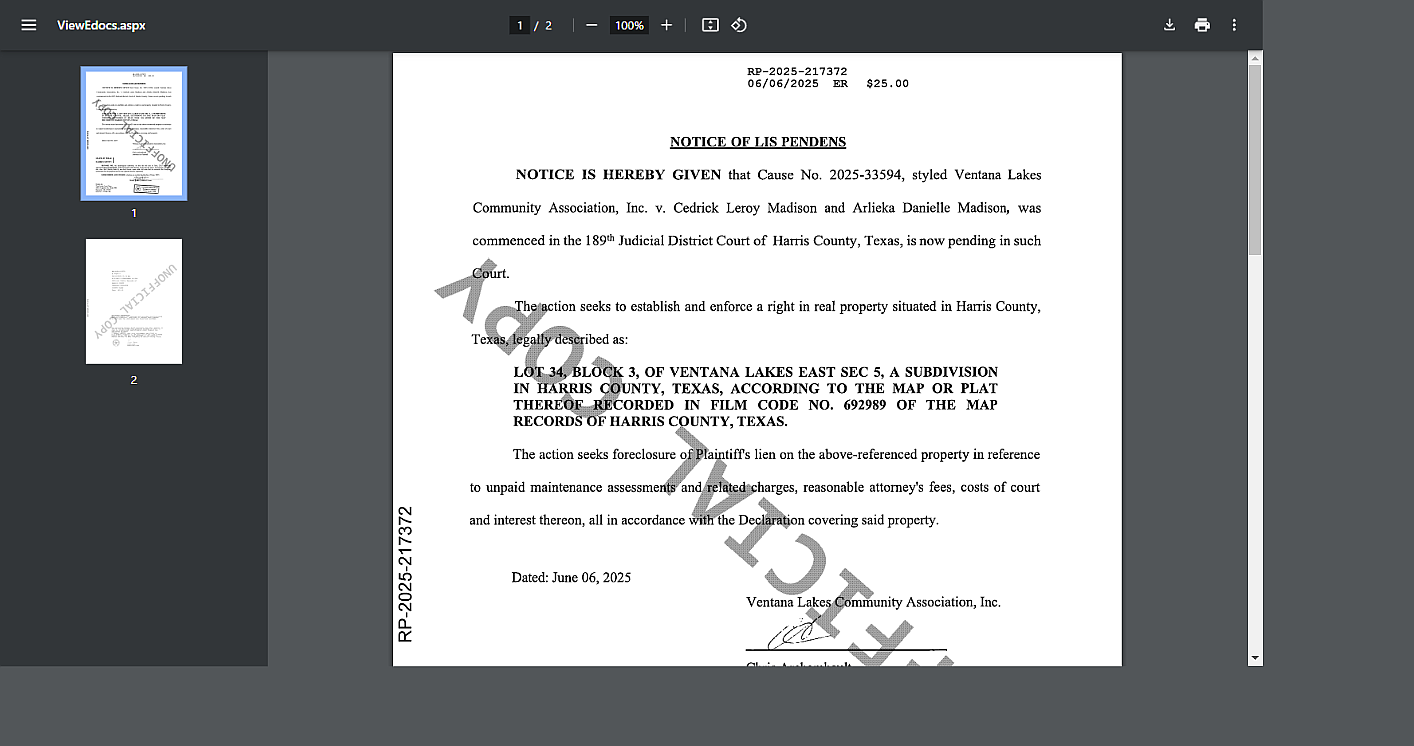 ViewEdocs.aspx
1 / 2
100%
1
2
RP-2025-217372
06/06/2025 ER $25.00
NOTICE OF LIS PENDENS
NOTICE IS HEREBY GIVEN that Cause No. 2025-33594, styled Ventana Lakes
Community Association, Inc. v. Cedrick Leroy Madison and Arlieka Danielle Madison, was
commenced in the 189th Judicial District Court of Harris County, Texas, is now pending in such
Court.
The action seeks to establish and enforce a right in real property situated in Harris County,
Texas, legally described as:
LOT 34, BLOCK 3, OF VENTANA LAKES EAST SEC 5, A SUBDIVISION
IN HARRIS COUNTY, TEXAS, ACCORDING TO THE MAP OR PLAT
THEREOF RECORDED IN FILM CODE NO. 692989 OF THE MAP
RECORDS OF HARRIS COUNTY, TEXAS.
The action seeks foreclosure of Plaintiff's lien on the above-referenced property in reference
to unpaid maintenance assessments and related charges, reasonable attorney's fees, costs of court
and interest thereon, all in accordance with the Declaration covering said property.
Dated: June 06, 2025
Ventana Lakes Community Association, Inc.
RP-2025-217372
UNOFFICIAL COPY
UNOFFICIAL COPY